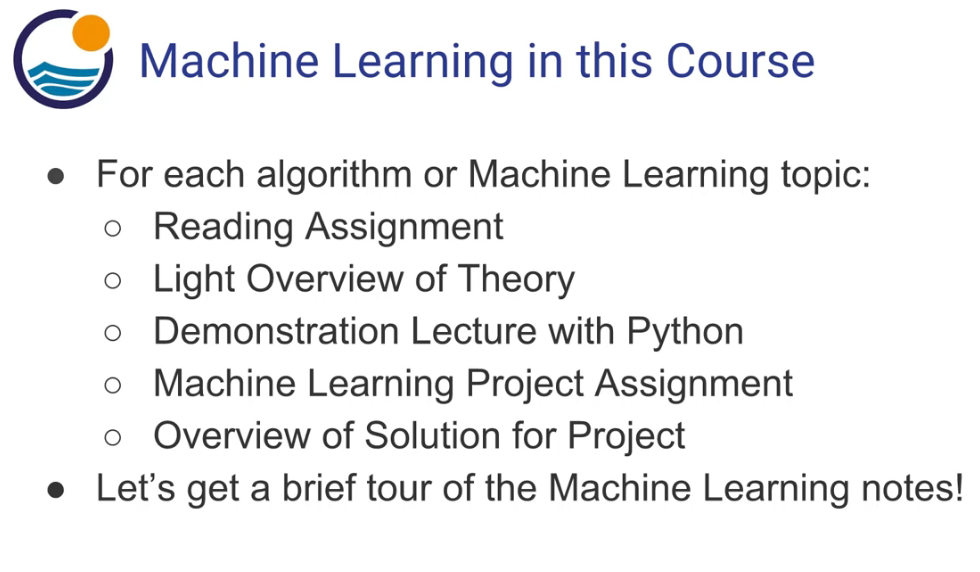 Machine Learning in this Course
● For each algorithm or Machine Learning topic:
○ Reading Assignment
○ Light Overview of Theory
○ Demonstration Lecture with Python
○ Machine Learning Project Assignment
○ Overview of Solution for Project
● Let’s get a brief tour of the Machine Learning notes!